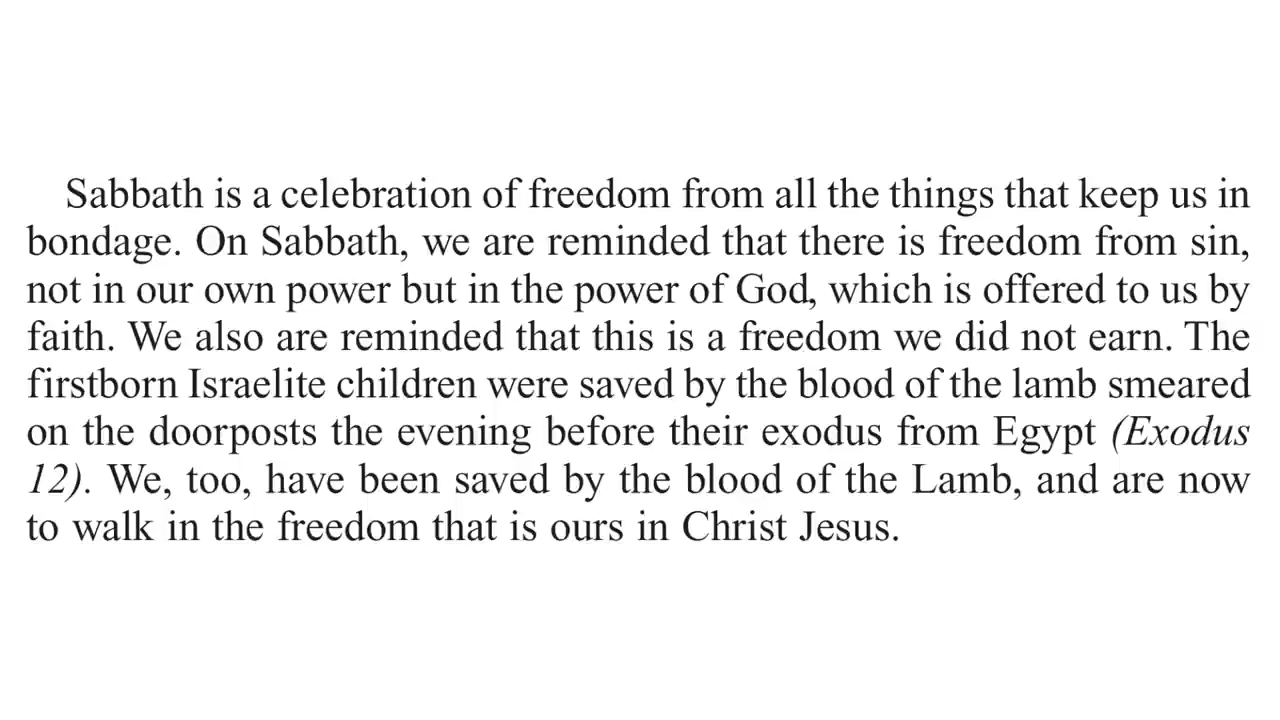 Sabbath is a celebration of freedom from all the things that keep us in
bondage. On Sabbath, we are reminded that there is freedom from sin,
not in our own power but in the power of God, which is offered to us by
faith. We also are reminded that this is a freedom we did not earn. The
firstborn Israelite children were saved by the blood of the lamb smeared
on the doorposts the evening before their exodus from Egypt (Exodus
12). We, too, have been saved by the blood of the Lamb, and are now
to walk in the freedom that is ours in Christ Jesus.